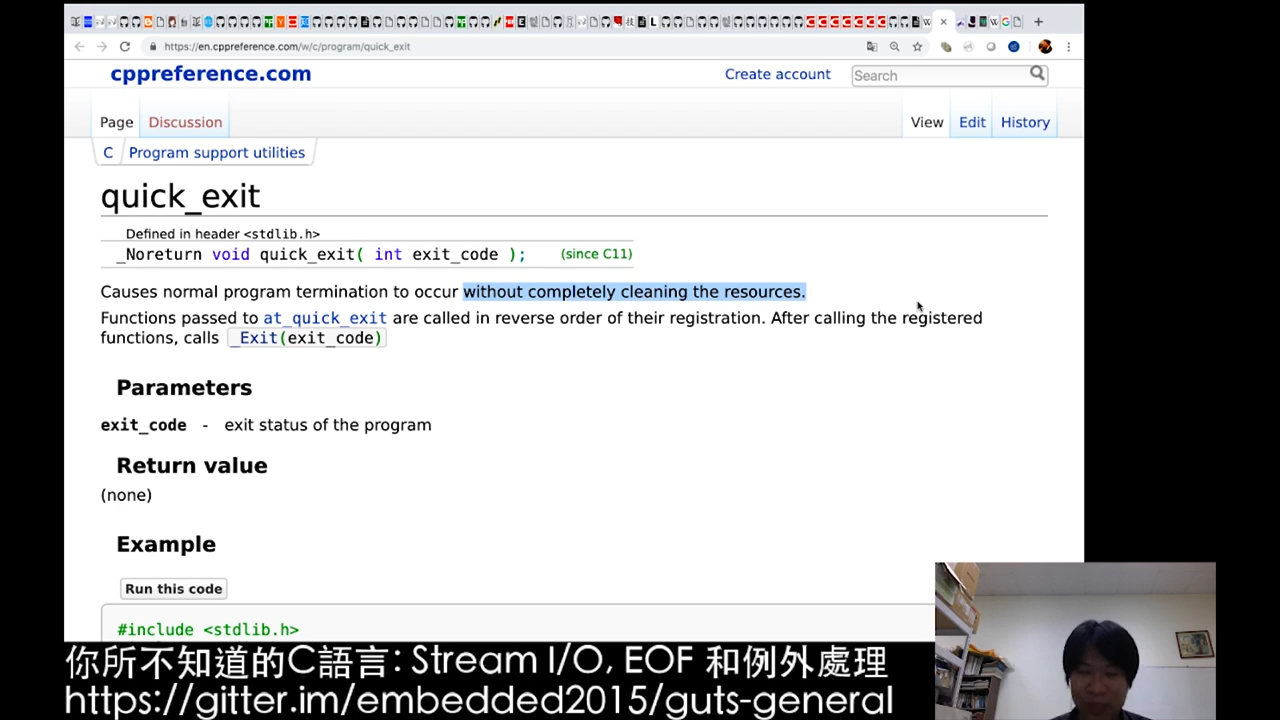 https://en.cppreference.com/w/c/program/quick_exit
cppreference.com
Create account
Search
Page
Discussion
View
Edit
History
C
Program support utilities
quick_exit
Defined in header <stdlib.h>
_Noreturn void quick_exit( int exit_code ); (since C11)
Causes normal program termination to occur without completely cleaning the resources.
Functions passed to at_quick_exit are called in reverse order of their registration. After calling the registered
functions, calls _Exit(exit_code)
Parameters
exit_code - exit status of the program
Return value
(none)
Example
Run this code
#include <stdlib.h>
你所不知道的C語言: Stream I/O, EOF 和例外處理
https://gitter.im/embedded2015/guts-general